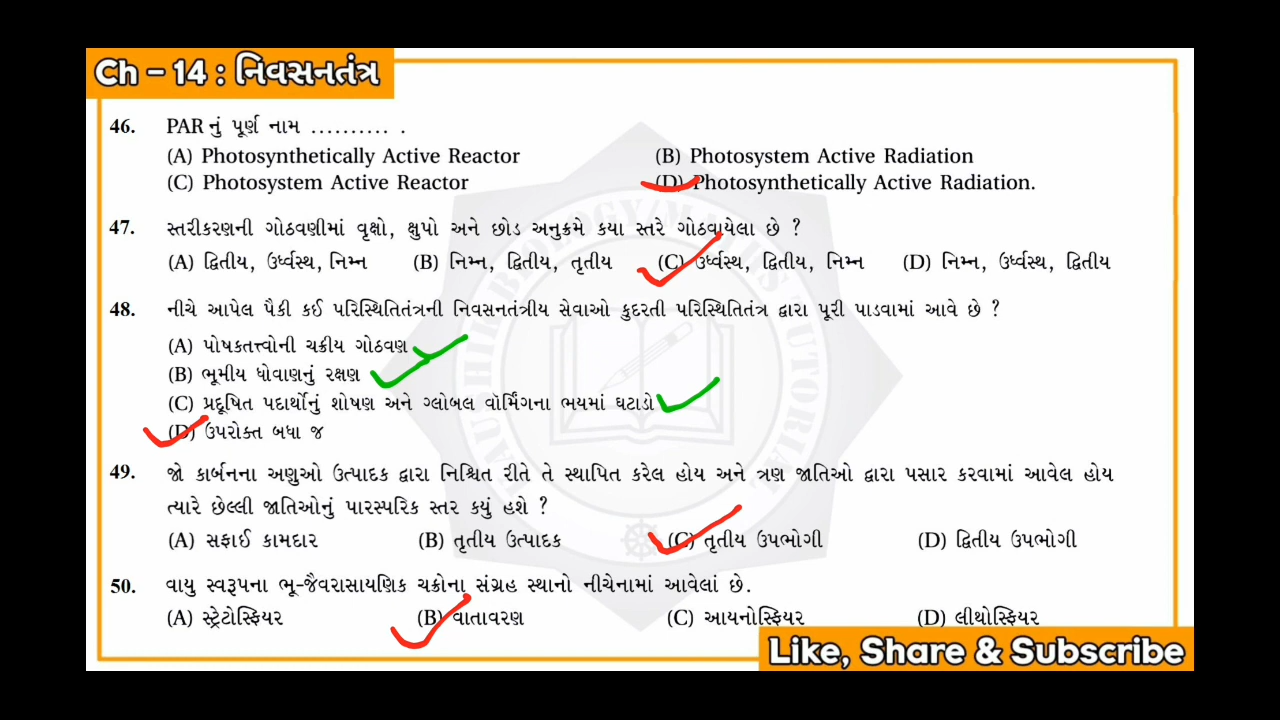 Ch – 14 : નિવસનતંત્ર
46. PAR નું પૂર્ણ નામ .......... .
(A) Photosynthetically Active Reactor (B) Photosystem Active Radiation
(C) Photosystem Active Reactor (D) Photosynthetically Active Radiation.
47. સ્તરીકરણની ગોઠવણીમાં વૃક્ષો, ક્ષુપો અને છોડ અનુક્રમે કયા સ્તરે ગોઠવાયેલા છે ?
(A) દ્વિતીય, ઉર્ધ્વસ્થ, નિમ્ન (B) નિમ્ન, દ્વિતીય, તૃતીય (C) ઉર્ધ્વસ્થ, દ્વિતીય, નિમ્ન (D) નિમ્ન, ઉર્ધ્વસ્થ, દ્વિતીય
48. નીચે આપેલ પૈકી કઈ પરિસ્થિતિતંત્રની નિવસનતંત્રીય સેવાઓ કુદરતી પરિસ્થિતિતંત્ર દ્વારા પૂરી પાડવામાં આવે છે ?
(A) પોષકતત્ત્વોની ચક્રીય ગોઠવણ
(B) ભૂમીય ધોવાણનું રક્ષણ
(C) પ્રદૂષિત પદાર્થોનું શોષણ અને ગ્લોબલ વૉર્મિંગના ભયમાં ઘટાડો
(D) ઉપરોક્ત બધા જ
49. જો કાર્બનના અણુઓ ઉત્પાદક દ્વારા નિશ્ચિત રીતે તે સ્થાપિત કરેલ હોય અને ત્રણ જાતિઓ દ્વારા પસાર કરવામાં આવેલ હોય
ત્યારે છેલ્લી જાતિઓનું પારસ્પરિક સ્તર કયું હશે ?
(A) સફાઈ કામદાર (B) તૃતીય ઉત્પાદક (C) તૃતીય ઉપભોગી (D) દ્વિતીય ઉપભોગી
50. વાયુ સ્વરૂપના ભૂ-જૈવરાસાયણિક ચક્રોના સંગ્રહ સ્થાનો નીચેનામાં આવેલાં છે.
(A) સ્ટ્રેટોસ્ફિયર (B) વાતાવરણ (C) આયનોસ્ફિયર (D) લીથોસ્ફિયર
Like, Share & Subscribe